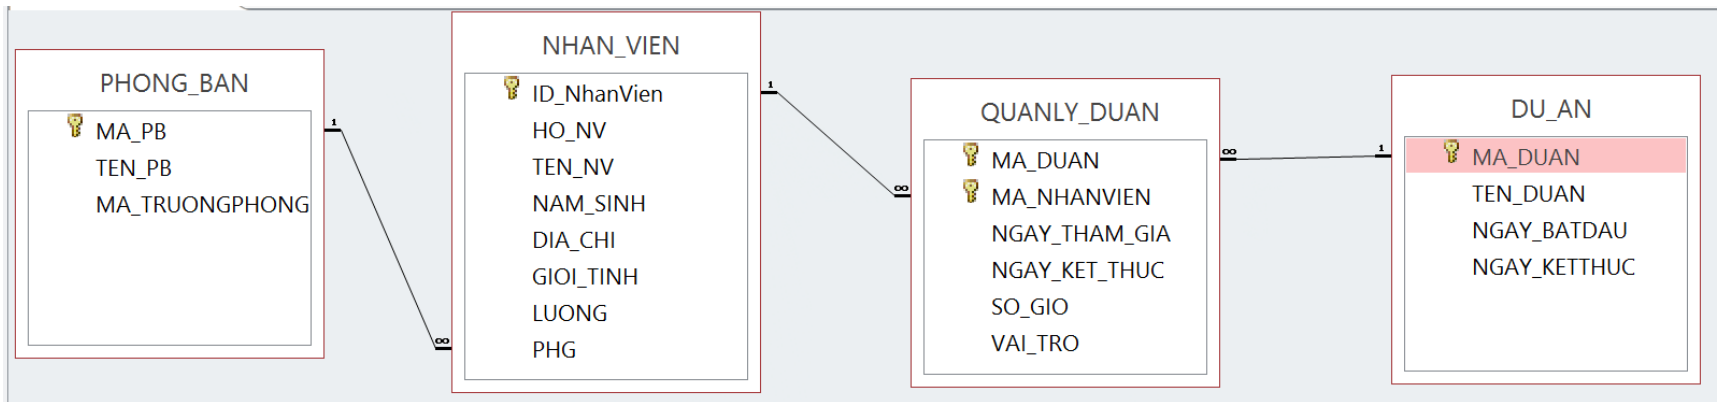 PHONG_BAN
MA_PB
TEN_PB
MA_TRUONGPHONG
1
∞
NHAN_VIEN
ID_NhanVien
HO_NV
TEN_NV
NAM_SINH
DIA_CHI
GIOI_TINH
LUONG
PHG
1
∞
QUANLY_DUAN
MA_DUAN
MA_NHANVIEN
NGAY_THAM_GIA
NGAY_KET_THUC
SO_GIO
VAI_TRO
∞
1
DU_AN
MA_DUAN
TEN_DUAN
NGAY_BATDAU
NGAY_KETTHUC